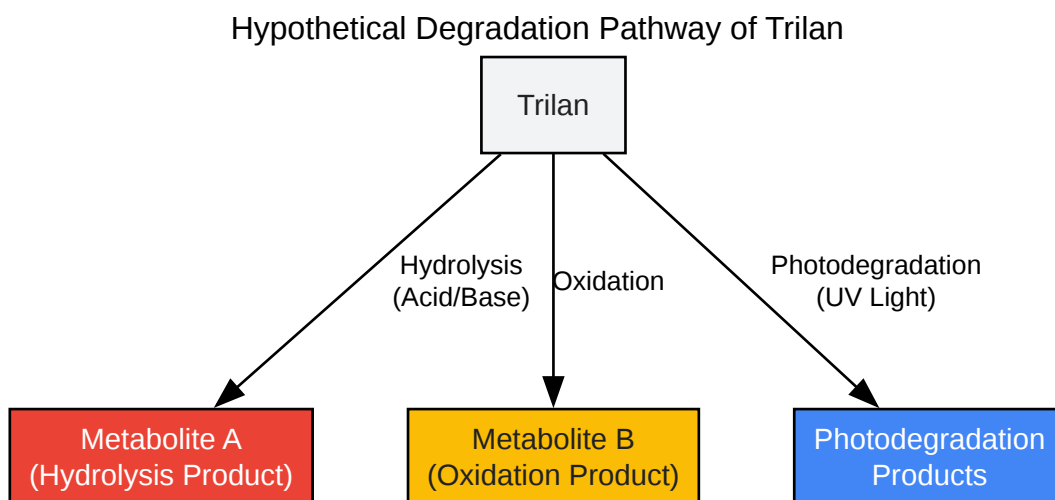 Hypothetical Degradation Pathway of Trilan
Trilan
Hydrolysis
(Acid/Base)
Oxidation
Photodegradation
(UV Light)
Metabolite A
(Hydrolysis Product)
Metabolite B
(Oxidation Product)
Photodegradation
Products